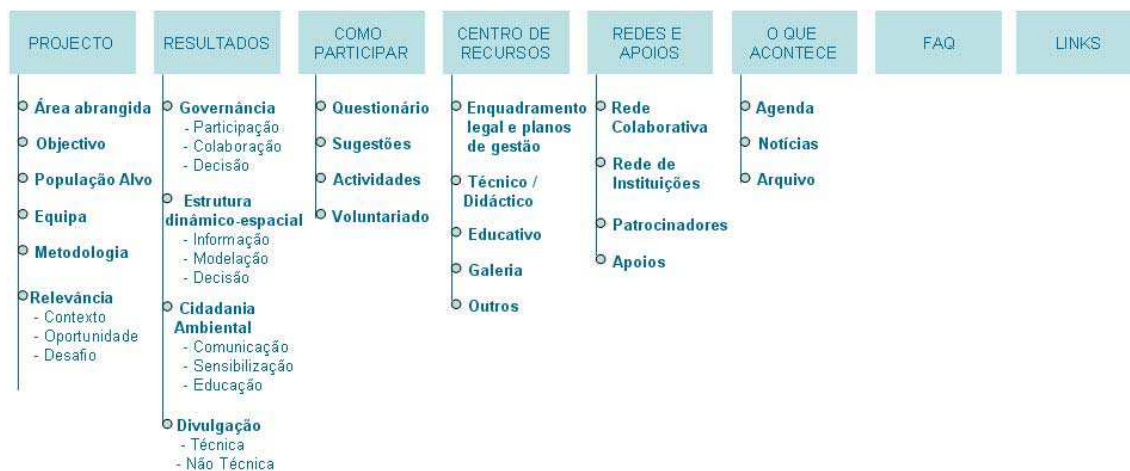 PROJECTO
Área abrangida
Objectivo
População Alvo
Equipa
Metodologia
Relevância
- Contexto
- Oportunidade
- Desafio
RESULTADOS
Governância
- Participação
- Colaboração
- Decisão
Estrutura
dinámico-espacial
- Informação
- Modelação
- Decisão
Cidadania
Ambiental
- Comunicação
- Sensibilização
- Educação
Divulgação
- Técnica
- Não Técnica
COMO
PARTICIPAR
Questionário
Sugestões
Actividades
Voluntariado
CENTRO DE
RECURSOS
Enquadramento
legal e planos
de gestão
Técnico /
Didáctico
Educativo
Galeria
Outros
REDES E
APOIOS
Rede
Colaborativa
Rede de
Instituições
Patrocinadores
Apoios
O QUE
ACONTECE
Agenda
Notícias
Arquivo
FAQ
LINKS